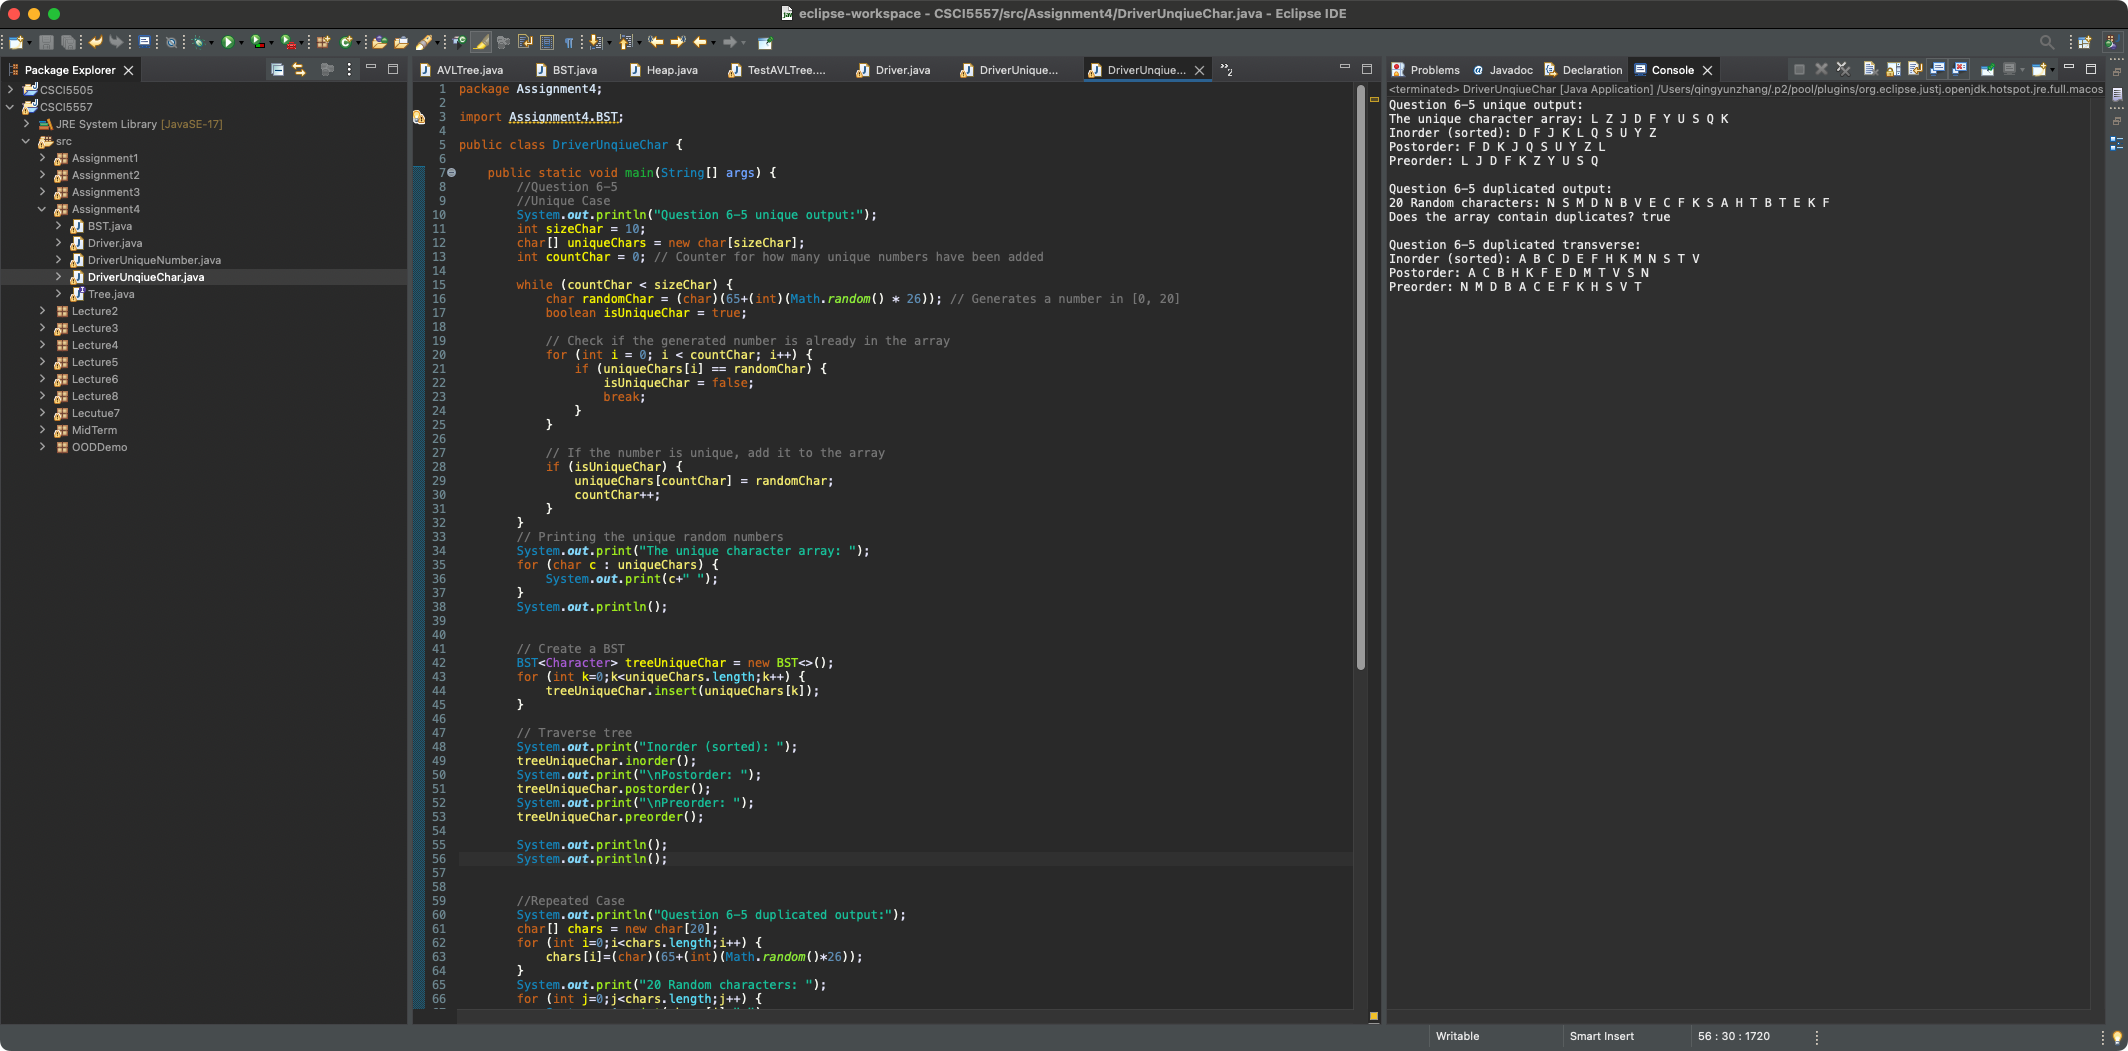 eclipse-workspace - CSCI5557/src/Assignment4/DriverUnqiueChar.java - Eclipse IDE
Package Explorer
CSCI5505
CSCI5557
JRE System Library [JavaSE-17]
src
Assignment1
Assignment2
Assignment3
Assignment4
BST.java
Driver.java
DriverUniqueNumber.java
DriverUnqiueChar.java
Tree.java
Lecture2
Lecture3
Lecture4
Lecture5
Lecture6
Lecture8
Lecutue7
MidTerm
OODDemo
AVLTree.java BST.java Heap.java TestAVLTree.... Driver.java DriverUnique... DriverUnqiue... »2
1 package Assignment4;
2
3 import Assignment4.BST;
4
5 public class DriverUnqiueChar {
6
7 public static void main(String[] args) {
8 //Question 6-5
9 //Unique Case
10 System.out.println("Question 6-5 unique output:");
11 int sizeChar = 10;
12 char[] uniqueChars = new char[sizeChar];
13 int countChar = 0; // Counter for how many unique numbers have been added
14
15 while (countChar < sizeChar) {
16 char randomChar = (char)(65+(int)(Math.random() * 26)); // Generates a number in [0, 20]
17 boolean isUniqueChar = true;
18
19 // Check if the generated number is already in the array
20 for (int i = 0; i < countChar; i++) {
21 if (uniqueChars[i] == randomChar) {
22 isUniqueChar = false;
23 break;
24 }
25 }
26
27 // If the number is unique, add it to the array
28 if (isUniqueChar) {
29 uniqueChars[countChar] = randomChar;
30 countChar++;
31 }
32 }
33 // Printing the unique random numbers
34 System.out.print("The unique character array: ");
35 for (char c : uniqueChars) {
36 System.out.print(c+" ");
37 }
38 System.out.println();
39
40
41 // Create a BST
42 BST<Character> treeUniqueChar = new BST<>();
43 for (int k=0;k<uniqueChars.length;k++) {
44 treeUniqueChar.insert(uniqueChars[k]);
45 }
46
47 // Traverse tree
48 System.out.print("Inorder (sorted): ");
49 treeUniqueChar.inorder();
50 System.out.print("\nPostorder: ");
51 treeUniqueChar.postorder();
52 System.out.print("\nPreorder: ");
53 treeUniqueChar.preorder();
54
55 System.out.println();
56 System.out.println();
57
58
59 //Repeated Case
60 System.out.println("Question 6-5 duplicated output:");
61 char[] chars = new char[20];
62 for (int i=0;i<chars.length;i++) {
63 chars[i]=(char)(65+(int)(Math.random()*26));
64 }
65 System.out.print("20 Random characters: ");
66 for (int j=0;j<chars.length;j++) {
Problems Javadoc Declaration Console
<terminated> DriverUnqiueChar [Java Application] /Users/qingyunzhang/.p2/pool/plugins/org.eclipse.justj.openjdk.hotspot.jre.full.macos
Question 6-5 unique output:
The unique character array: L Z J D F Y U S Q K
Inorder (sorted): D F J K L Q S U Y Z
Postorder: F D K J Q S U Y Z L
Preorder: L J D F K Z Y U S Q
Question 6-5 duplicated output:
20 Random characters: N S M D N B V E C F K S A H T B T E K F
Does the array contain duplicates? true
Question 6-5 duplicated transverse:
Inorder (sorted): A B C D E F H K M N S T V
Postorder: A C B H K F E D M T V S N
Preorder: N M D B A C E F K H S V T
Writable Smart Insert 56 : 30 : 1720